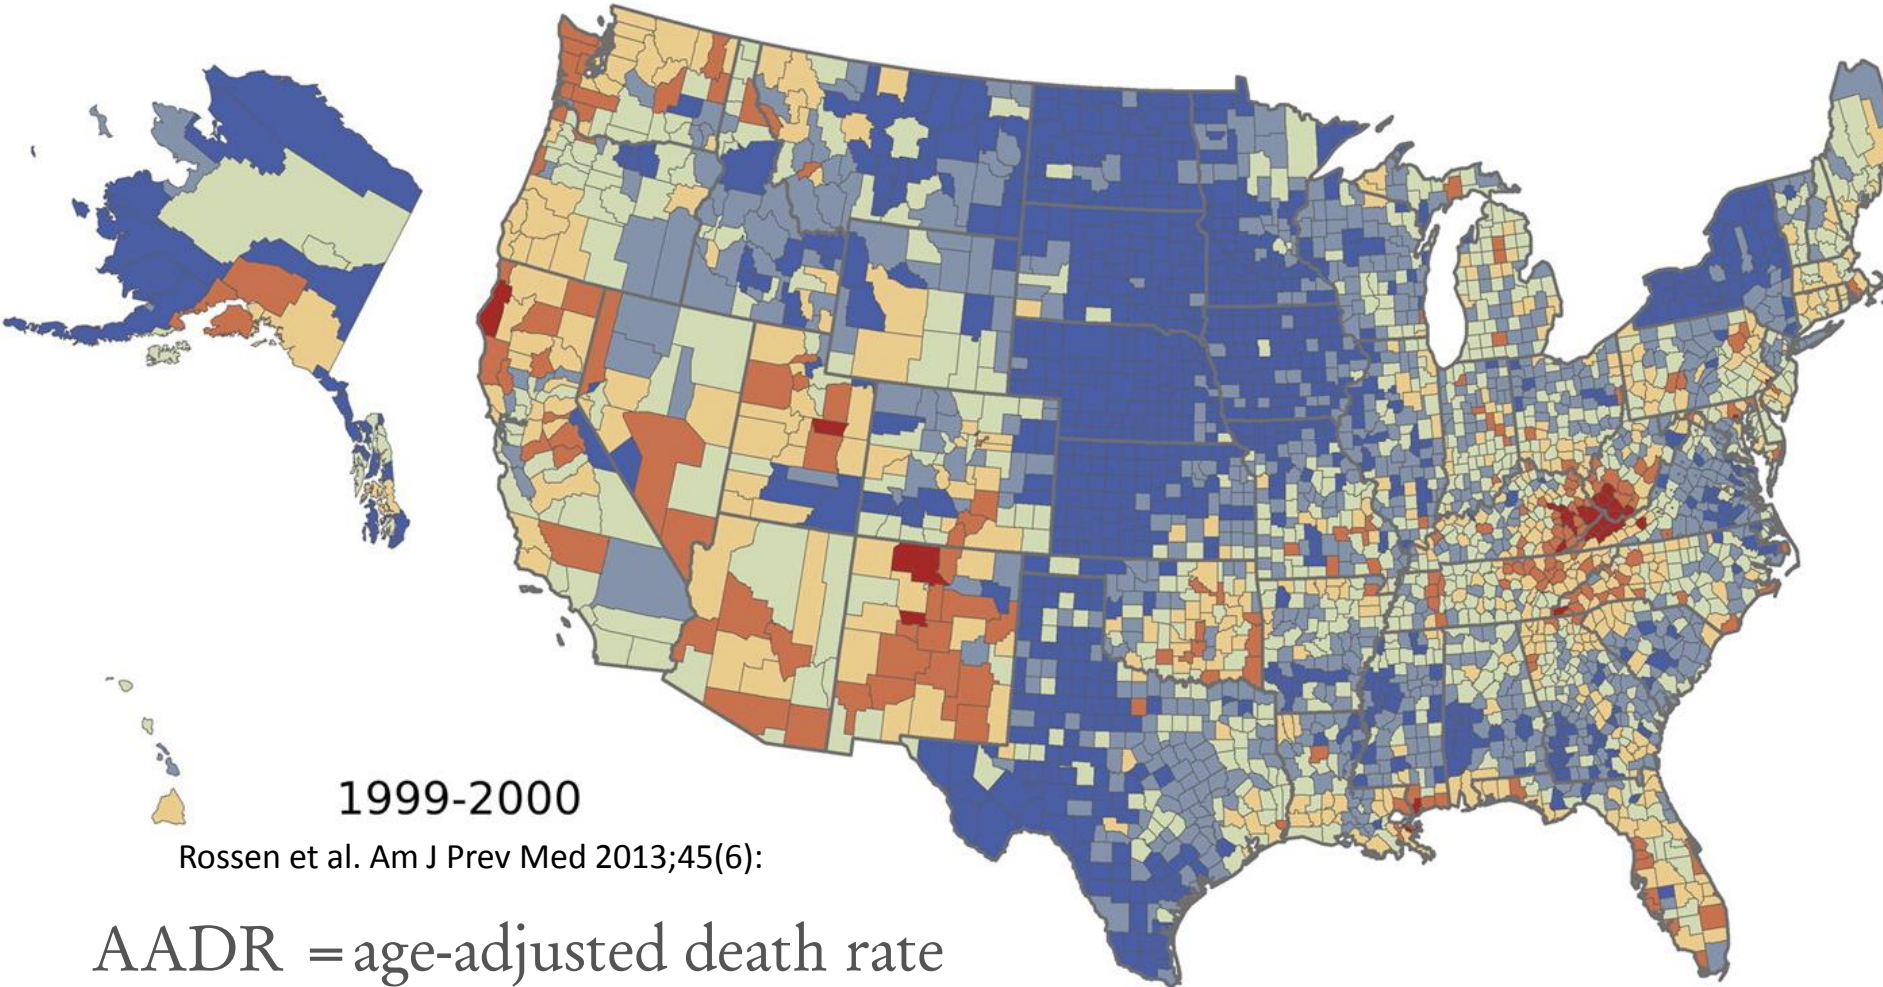 1999-2000
Rossen et al. Am J Prev Med 2013;45(6):
AADR = age-adjusted death rate